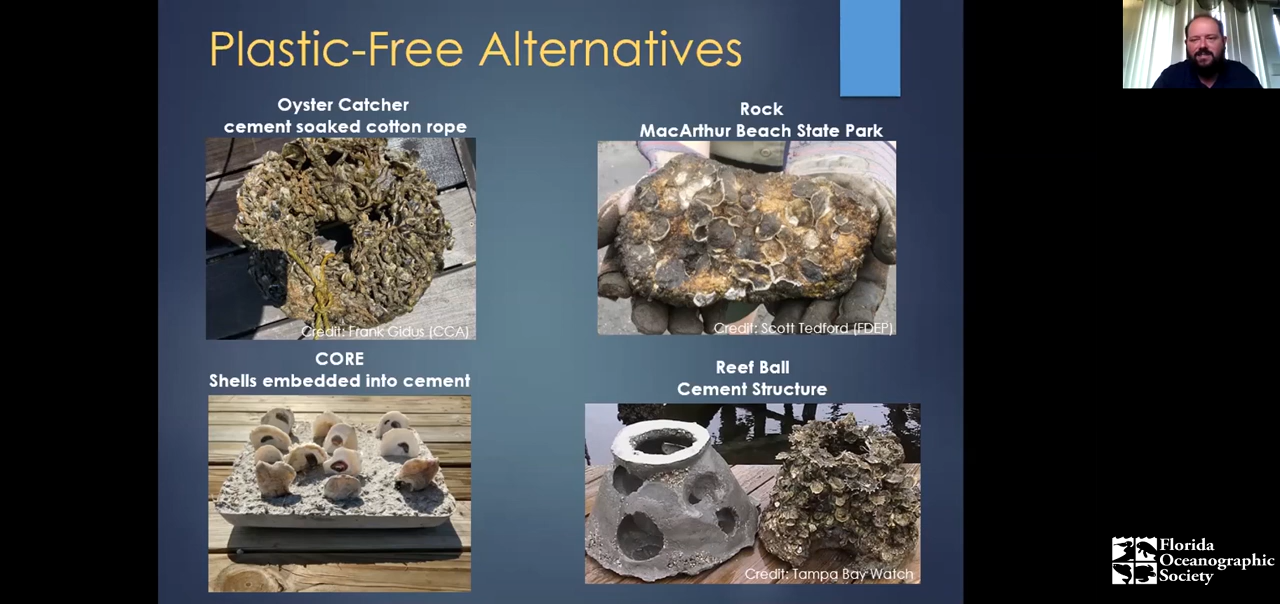 Plastic-Free Alternatives
Oyster Catcher
cement soaked cotton rope
Credit: Frank Gidus (CCA)
Rock
MacArthur Beach State Park
Credit: Scott Tedford (FDEP)
CORE
Shells embedded into cement
Reef Ball
Cement Structure
Credit: Tampa Bay Watch
Florida
Oceanographic
Society